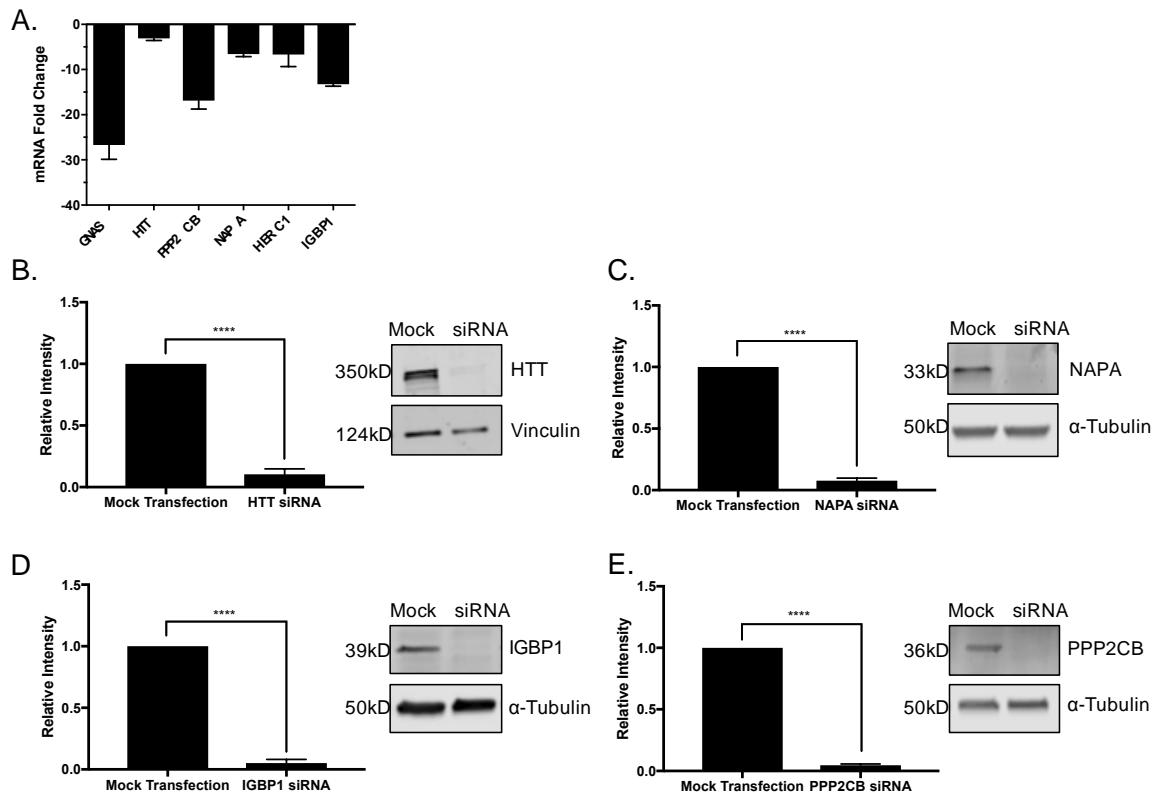 A.
mRNA Fold Change
0
-10
-20
-30
-40
GNAS
HTT
PPP2 CB
NAP A
HER C1
IGBP1
B.
Relative Intensity
1.5
1.0
0.5
0.0
****
Mock Transfection
HTT siRNA
Mock siRNA
350kD HTT
124kD Vinculin
C.
Relative Intensity
1.5
1.0
0.5
0.0
****
Mock Transfection
NAPA siRNA
Mock siRNA
33kD NAPA
50kD α-Tubulin
D
Relative Intensity
1.5
1.0
0.5
0.0
****
Mock Transfection
IGBP1 siRNA
Mock siRNA
39kD IGBP1
50kD α-Tubulin
E.
Relative Intensity
1.5
1.0
0.5
0.0
****
Mock Transfection
PPP2CB siRNA
Mock siRNA
36kD PPP2CB
50kD α-Tubulin